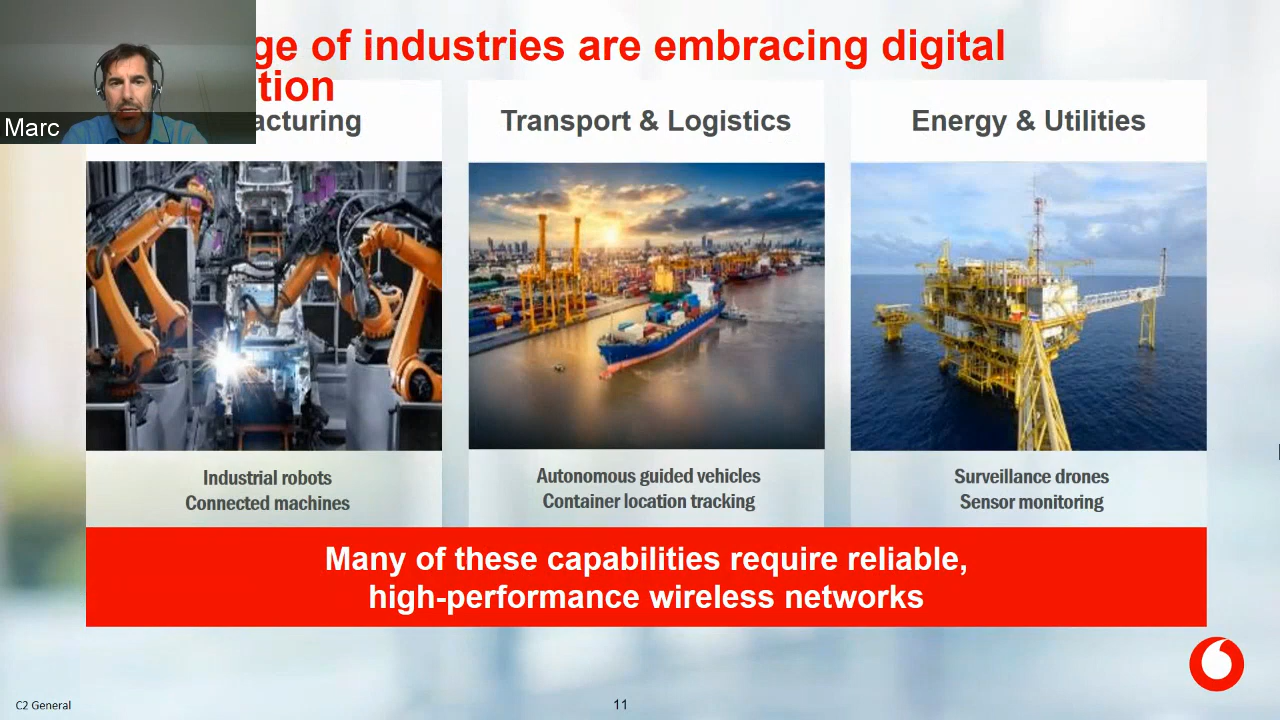 ge of industries are embracing digital
tion
Marc
acturing
Transport & Logistics
Energy & Utilities
Industrial robots
Connected machines
Autonomous guided vehicles
Container location tracking
Surveillance drones
Sensor monitoring
Many of these capabilities require reliable,
high-performance wireless networks
C2 General
11